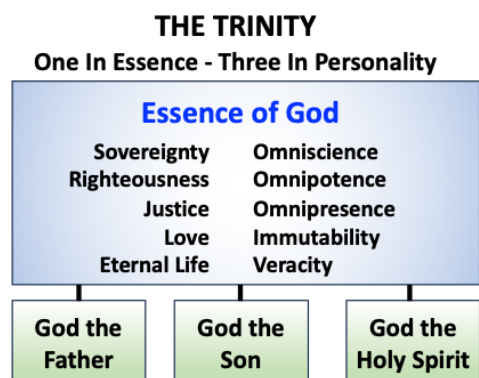 THE TRINITY
One In Essence - Three In Personality
Essence of God
Sovereignty Omniscience
Righteousness Omnipotence
Justice Omnipresence
Love Immutability
Eternal Life Veracity
God the
Father
God the
Son
God the
Holy Spirit